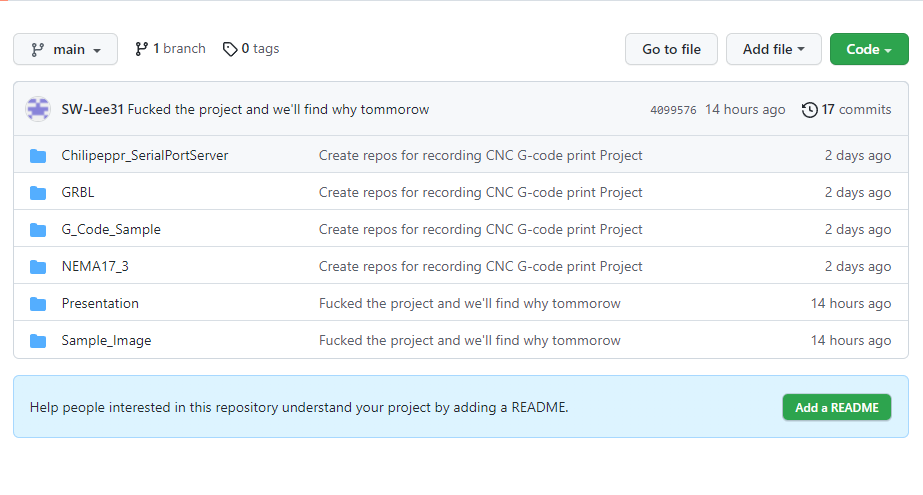 main 1 branch 0 tags Go to file Add file Code
SW-Lee31 Fucked the project and we'll find why tommorow 4099576 14 hours ago 17 commits
Chilipeppr_SerialPortServer Create repos for recording CNC G-code print Project 2 days ago
GRBL Create repos for recording CNC G-code print Project 2 days ago
G_Code_Sample Create repos for recording CNC G-code print Project 2 days ago
NEMA17_3 Create repos for recording CNC G-code print Project 2 days ago
Presentation Fucked the project and we'll find why tommorow 14 hours ago
Sample_Image Fucked the project and we'll find why tommorow 14 hours ago
Help people interested in this repository understand your project by adding a README. Add a README